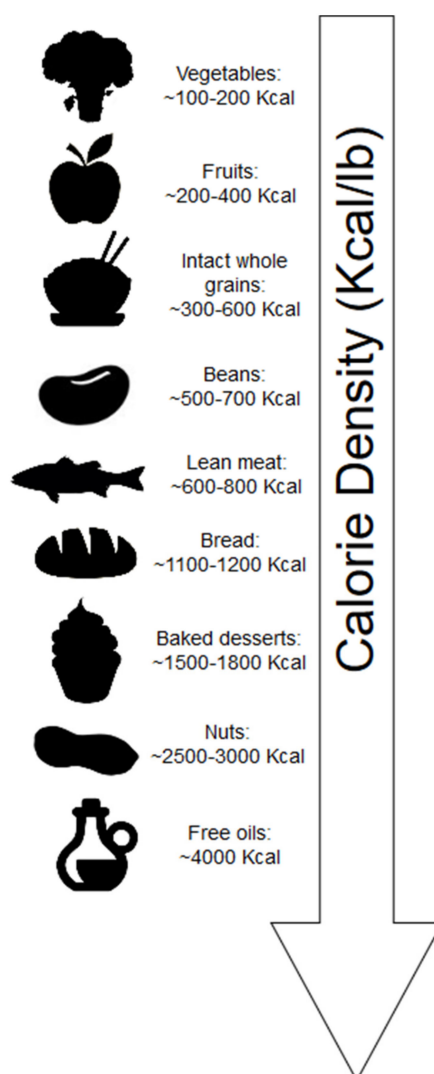 Vegetables:
~100-200 Kcal
Fruits:
~200-400 Kcal
Intact whole
grains:
~300-600 Kcal
Beans:
~500-700 Kcal
Lean meat:
~600-800 Kcal
Bread:
~1100-1200 Kcal
Baked desserts:
~1500-1800 Kcal
Nuts:
~2500-3000 Kcal
Free oils:
~4000 Kcal
Calorie Density (Kcal/lb)